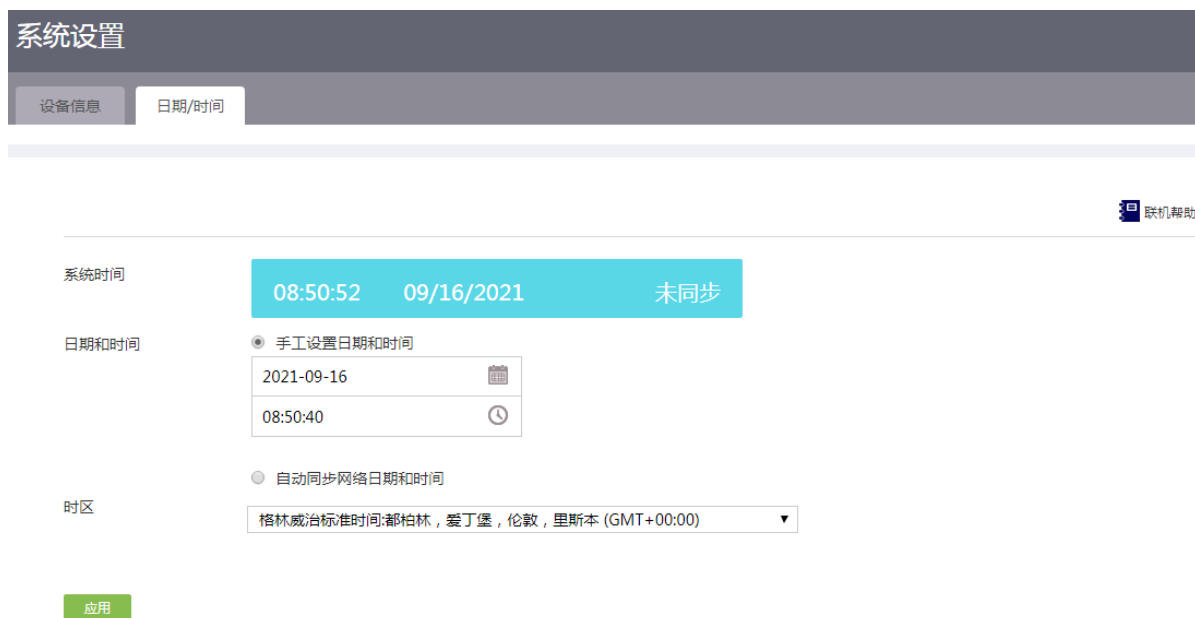 系统设置
设备信息 日期/时间
联机帮助
系统时间 08:50:52 09/16/2021 未同步
日期和时间 手工设置日期和时间
2021-09-16
08:50:40
自动同步网络日期和时间
时区 格林威治标准时间:都柏林，爱丁堡，伦敦，里斯本 (GMT+00:00)
应用